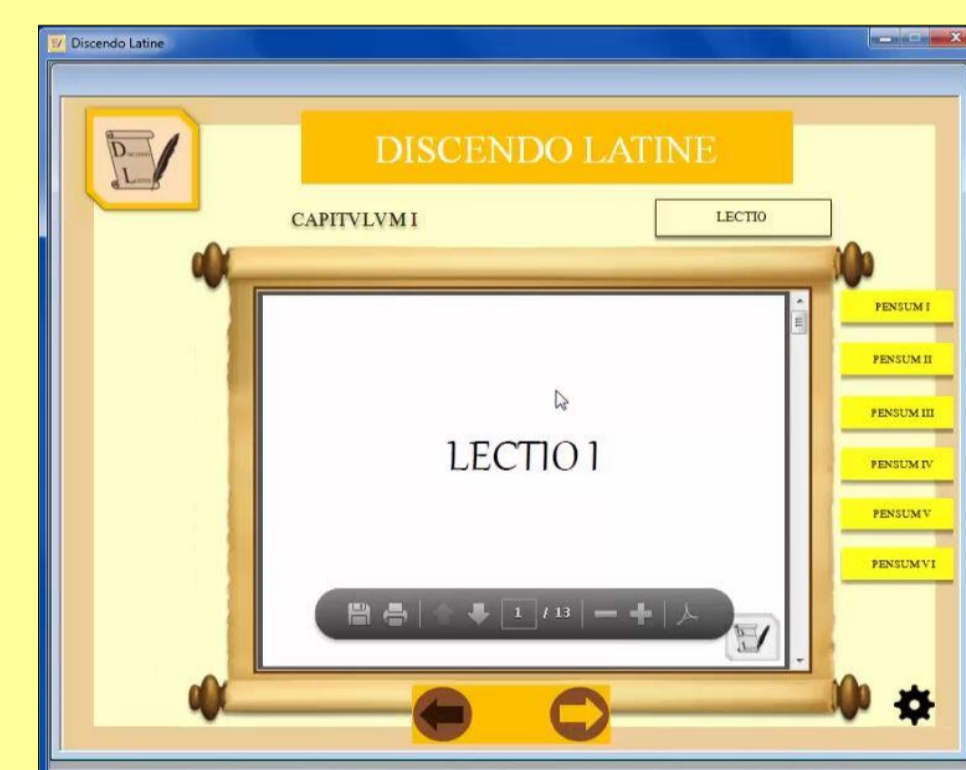 Discendo Latine
DISCENDO LATINE
CAPITVLVM I
LECTIO
PENSUM I
PENSUM II
PENSUM III
PENSUM IV
PENSUM V
PENSUM VI
LECTIO I
1 / 13